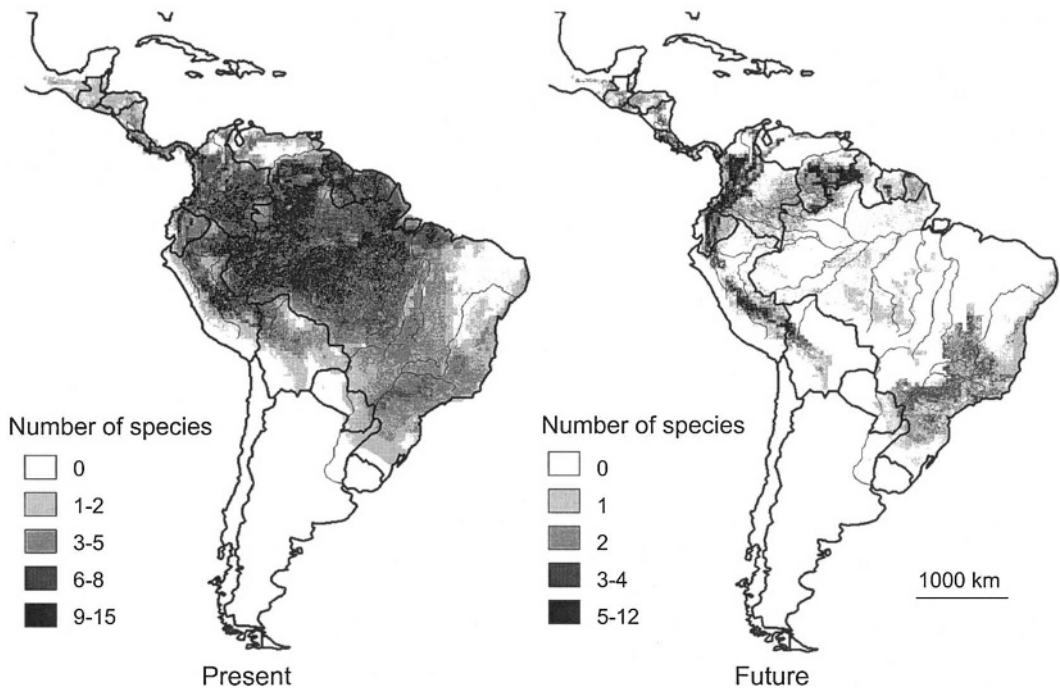 Number of species
0
1-2
3-5
6-8
9-15
Present
Number of species
0
1
2
3-4
5-12
1000 km
Future